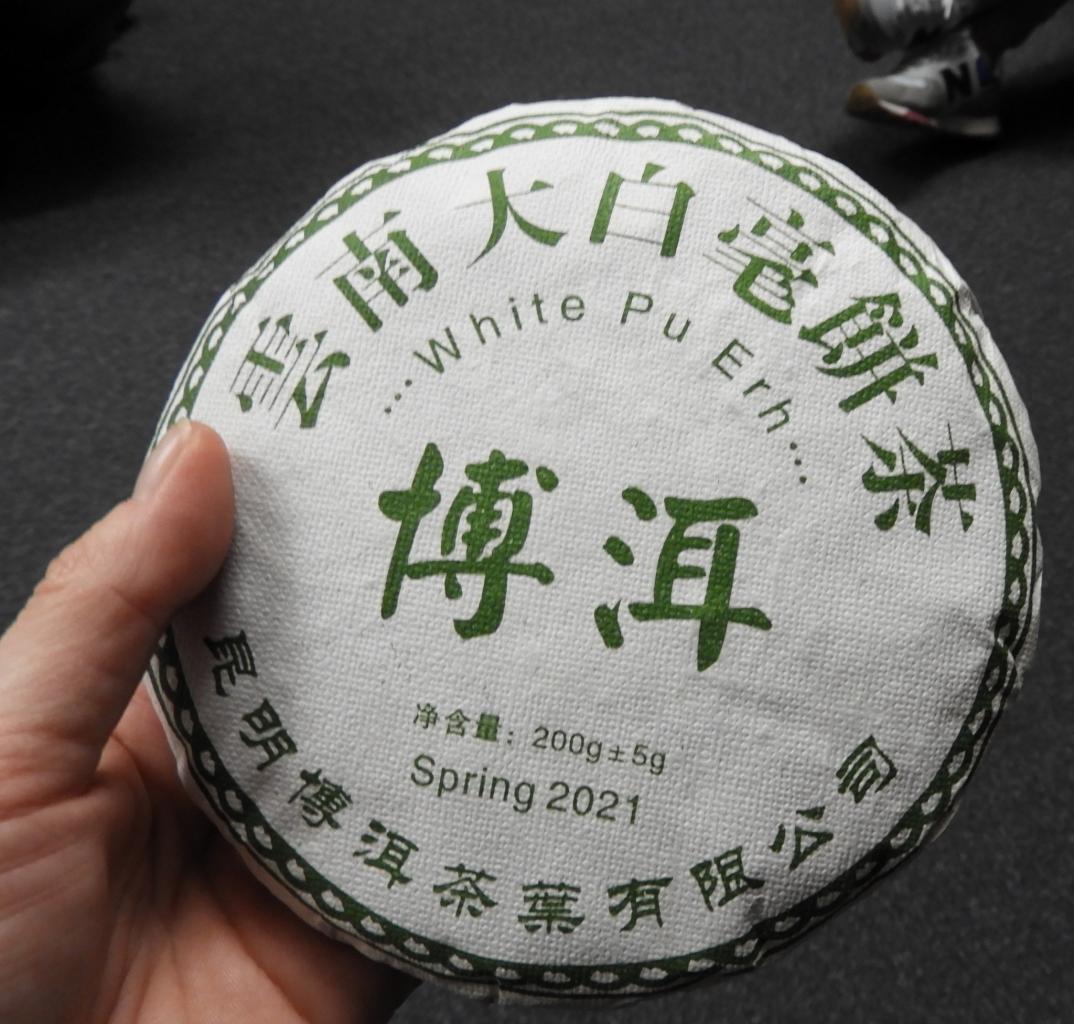 雲南大白毫餅茶
...White Pu Erh...
博洱
净含量：200g±5g
Spring 2021
昆明博洱茶葉有限公司
N